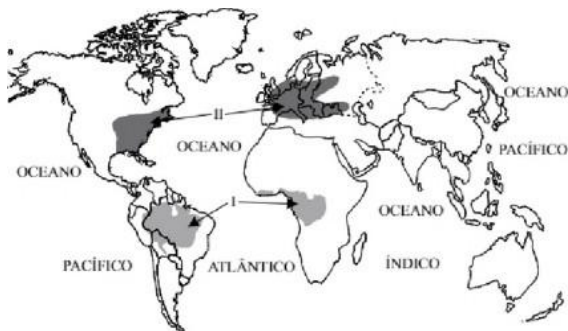 II
OCEANO
OCEANO
OCEANO
PACÍFICO
I
OCEANO
PACÍFICO
ATLÂNTICO
ÍNDICO